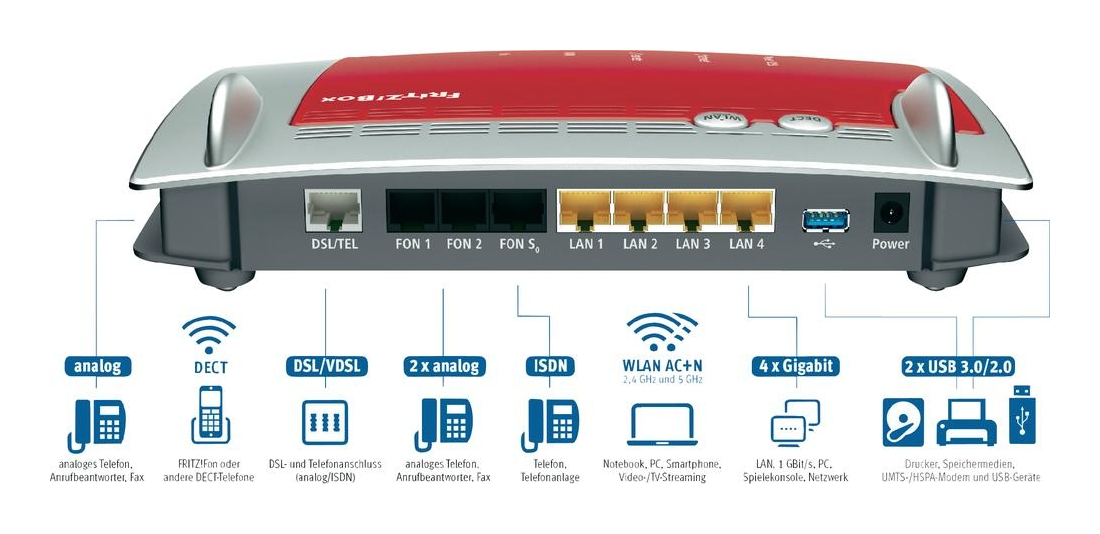 FRITZ!Box
WLAN
DECT
DSL/TEL
FON 1
FON 2
FON S0
LAN 1
LAN 2
LAN 3
LAN 4
Power
analog
DECT
DSL/VDSL
2 x analog
ISDN
WLAN AC+N
2,4 GHz und 5 GHz
4 x Gigabit
2 x USB 3.0/2.0
analoges Telefon,
Anrufbeantworter, Fax
FRITZ!Fon oder
andere DECT-Telefone
DSL- und Telefonanschluss
(analog/ISDN)
analoges Telefon,
Anrufbeantworter, Fax
Telefon,
Telefonanlage
Notebook, PC, Smartphone,
Video-/TV-Streaming
LAN, 1 GBit/s, PC,
Spielekonsole, Netzwerk
Drucker, Speichermedien,
UMTS-/HSPA-Modem und USB-Geräte